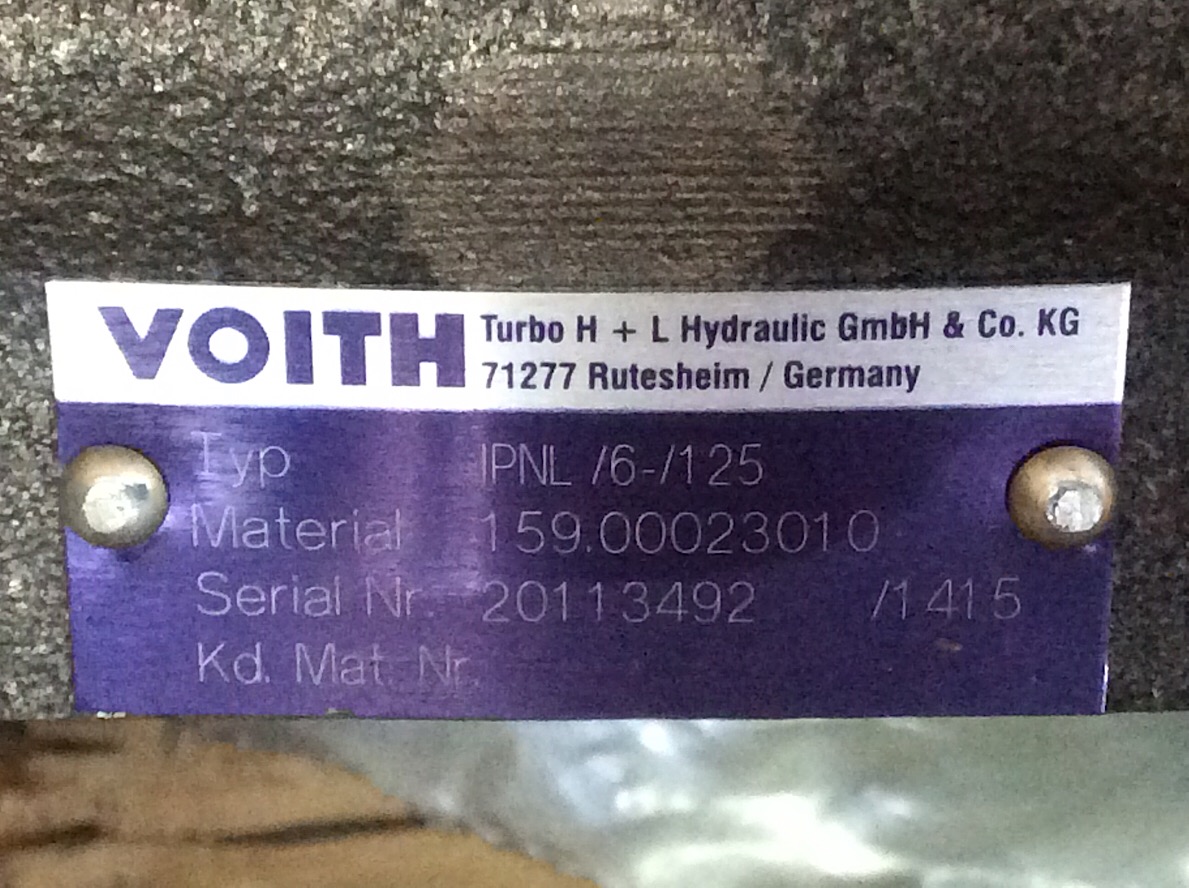 VOITH Turbo H + L Hydraulic GmbH & Co. KG
71277 Rutesheim / Germany
Typ IPNL /6-/125
Material 159.00023010
Serial Nr. 20113492 /1415
Kd. Mat. Nr.